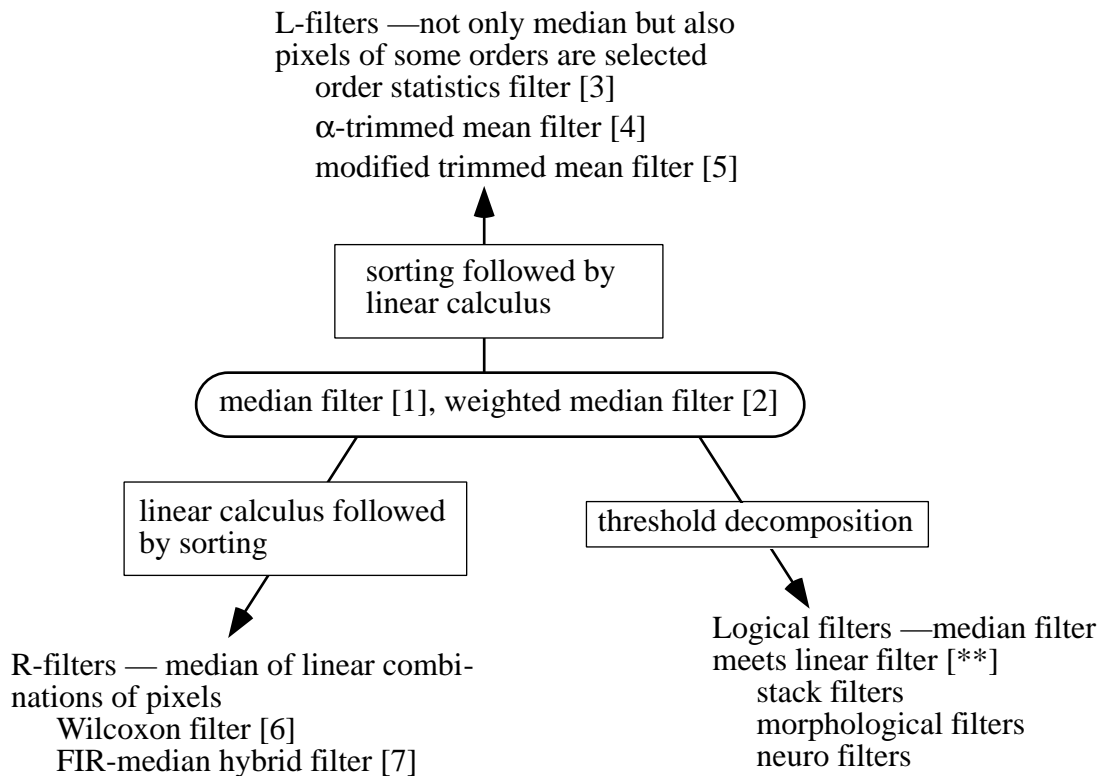 L-filters —not only median but also
pixels of some orders are selected
order statistics filter [3]
α-trimmed mean filter [4]
modified trimmed mean filter [5]
sorting followed by
linear calculus
median filter [1], weighted median filter [2]
linear calculus followed
by sorting
threshold decomposition
R-filters — median of linear combi-
nations of pixels
Wilcoxon filter [6]
FIR-median hybrid filter [7]
Logical filters —median filter
meets linear filter [**]
stack filters
morphological filters
neuro filters